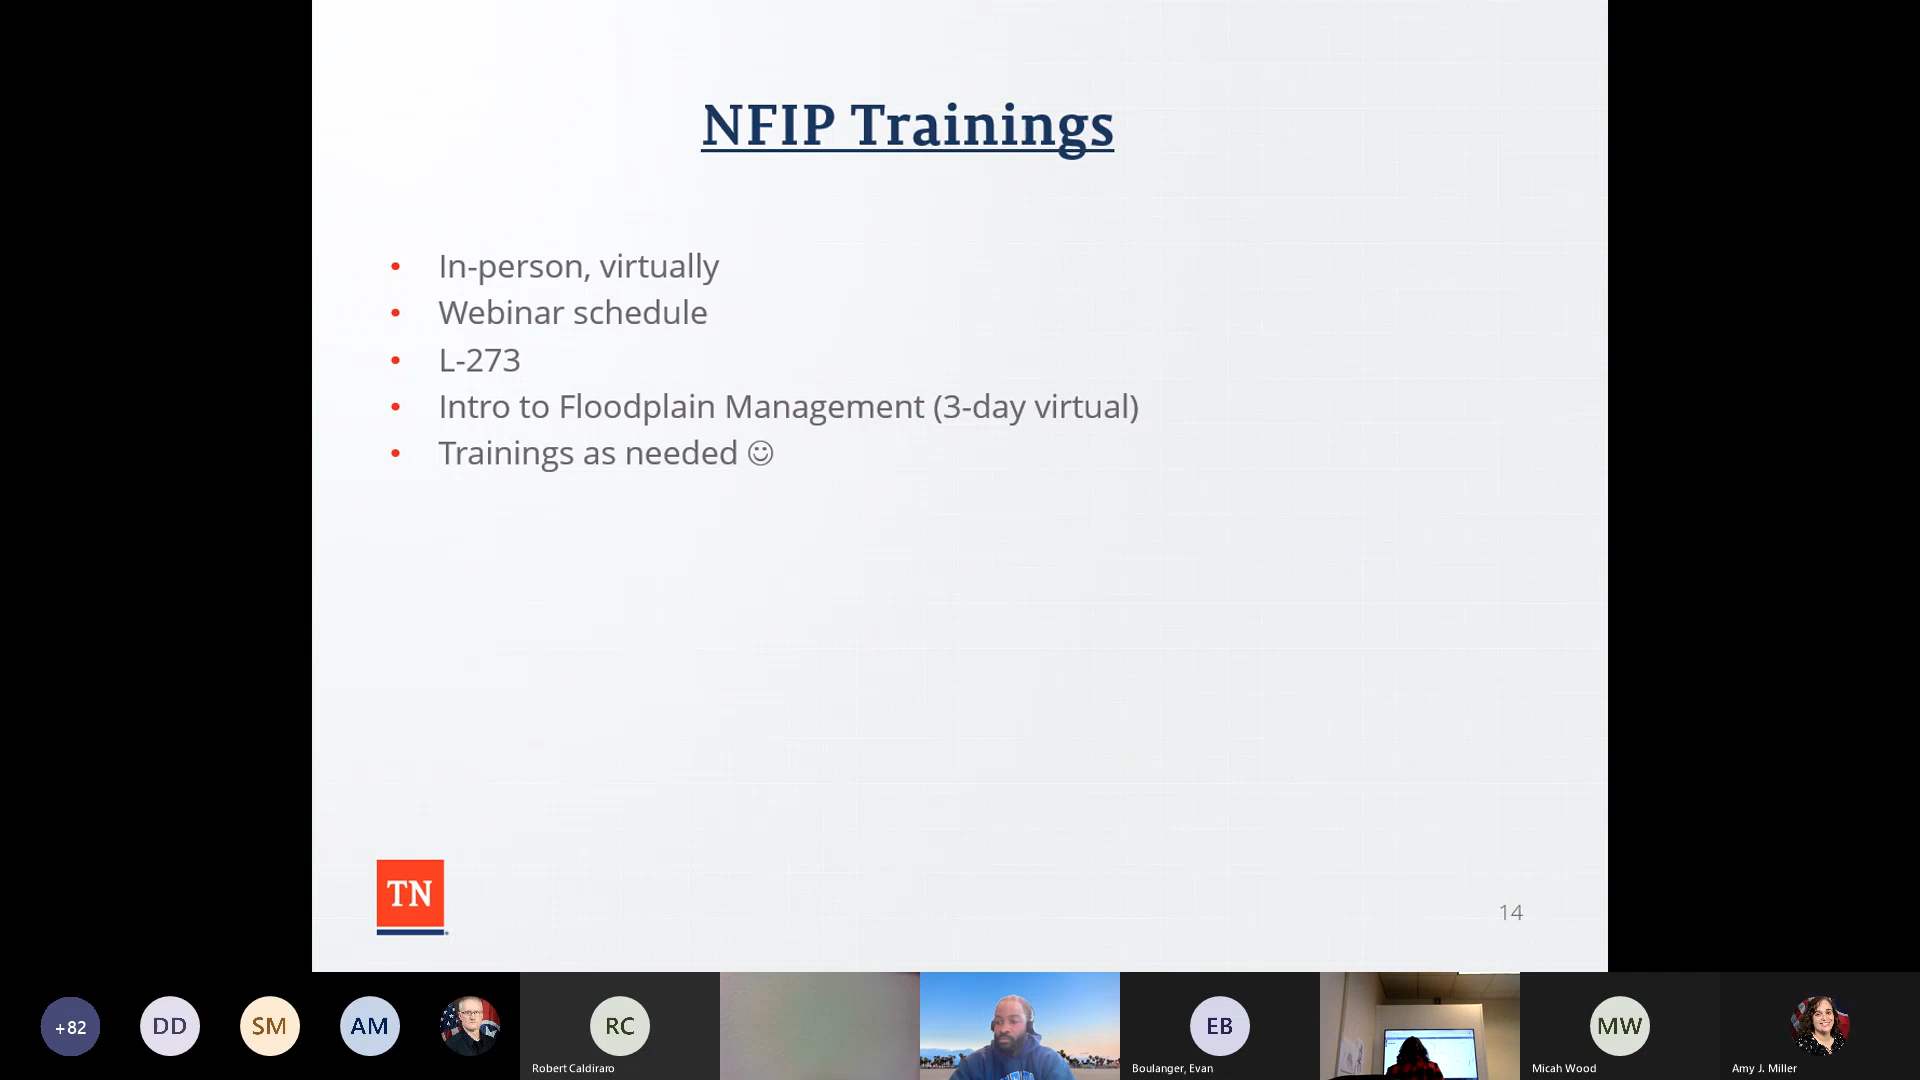 NFIP Trainings
• In-person, virtually
• Webinar schedule
• L-273
• Intro to Floodplain Management (3-day virtual)
• Trainings as needed ☺
TN
14
+82
DD
SM
AM
RC
Robert Caldiraro
EB
Boulanger, Evan
MW
Micah Wood
Amy J. Miller